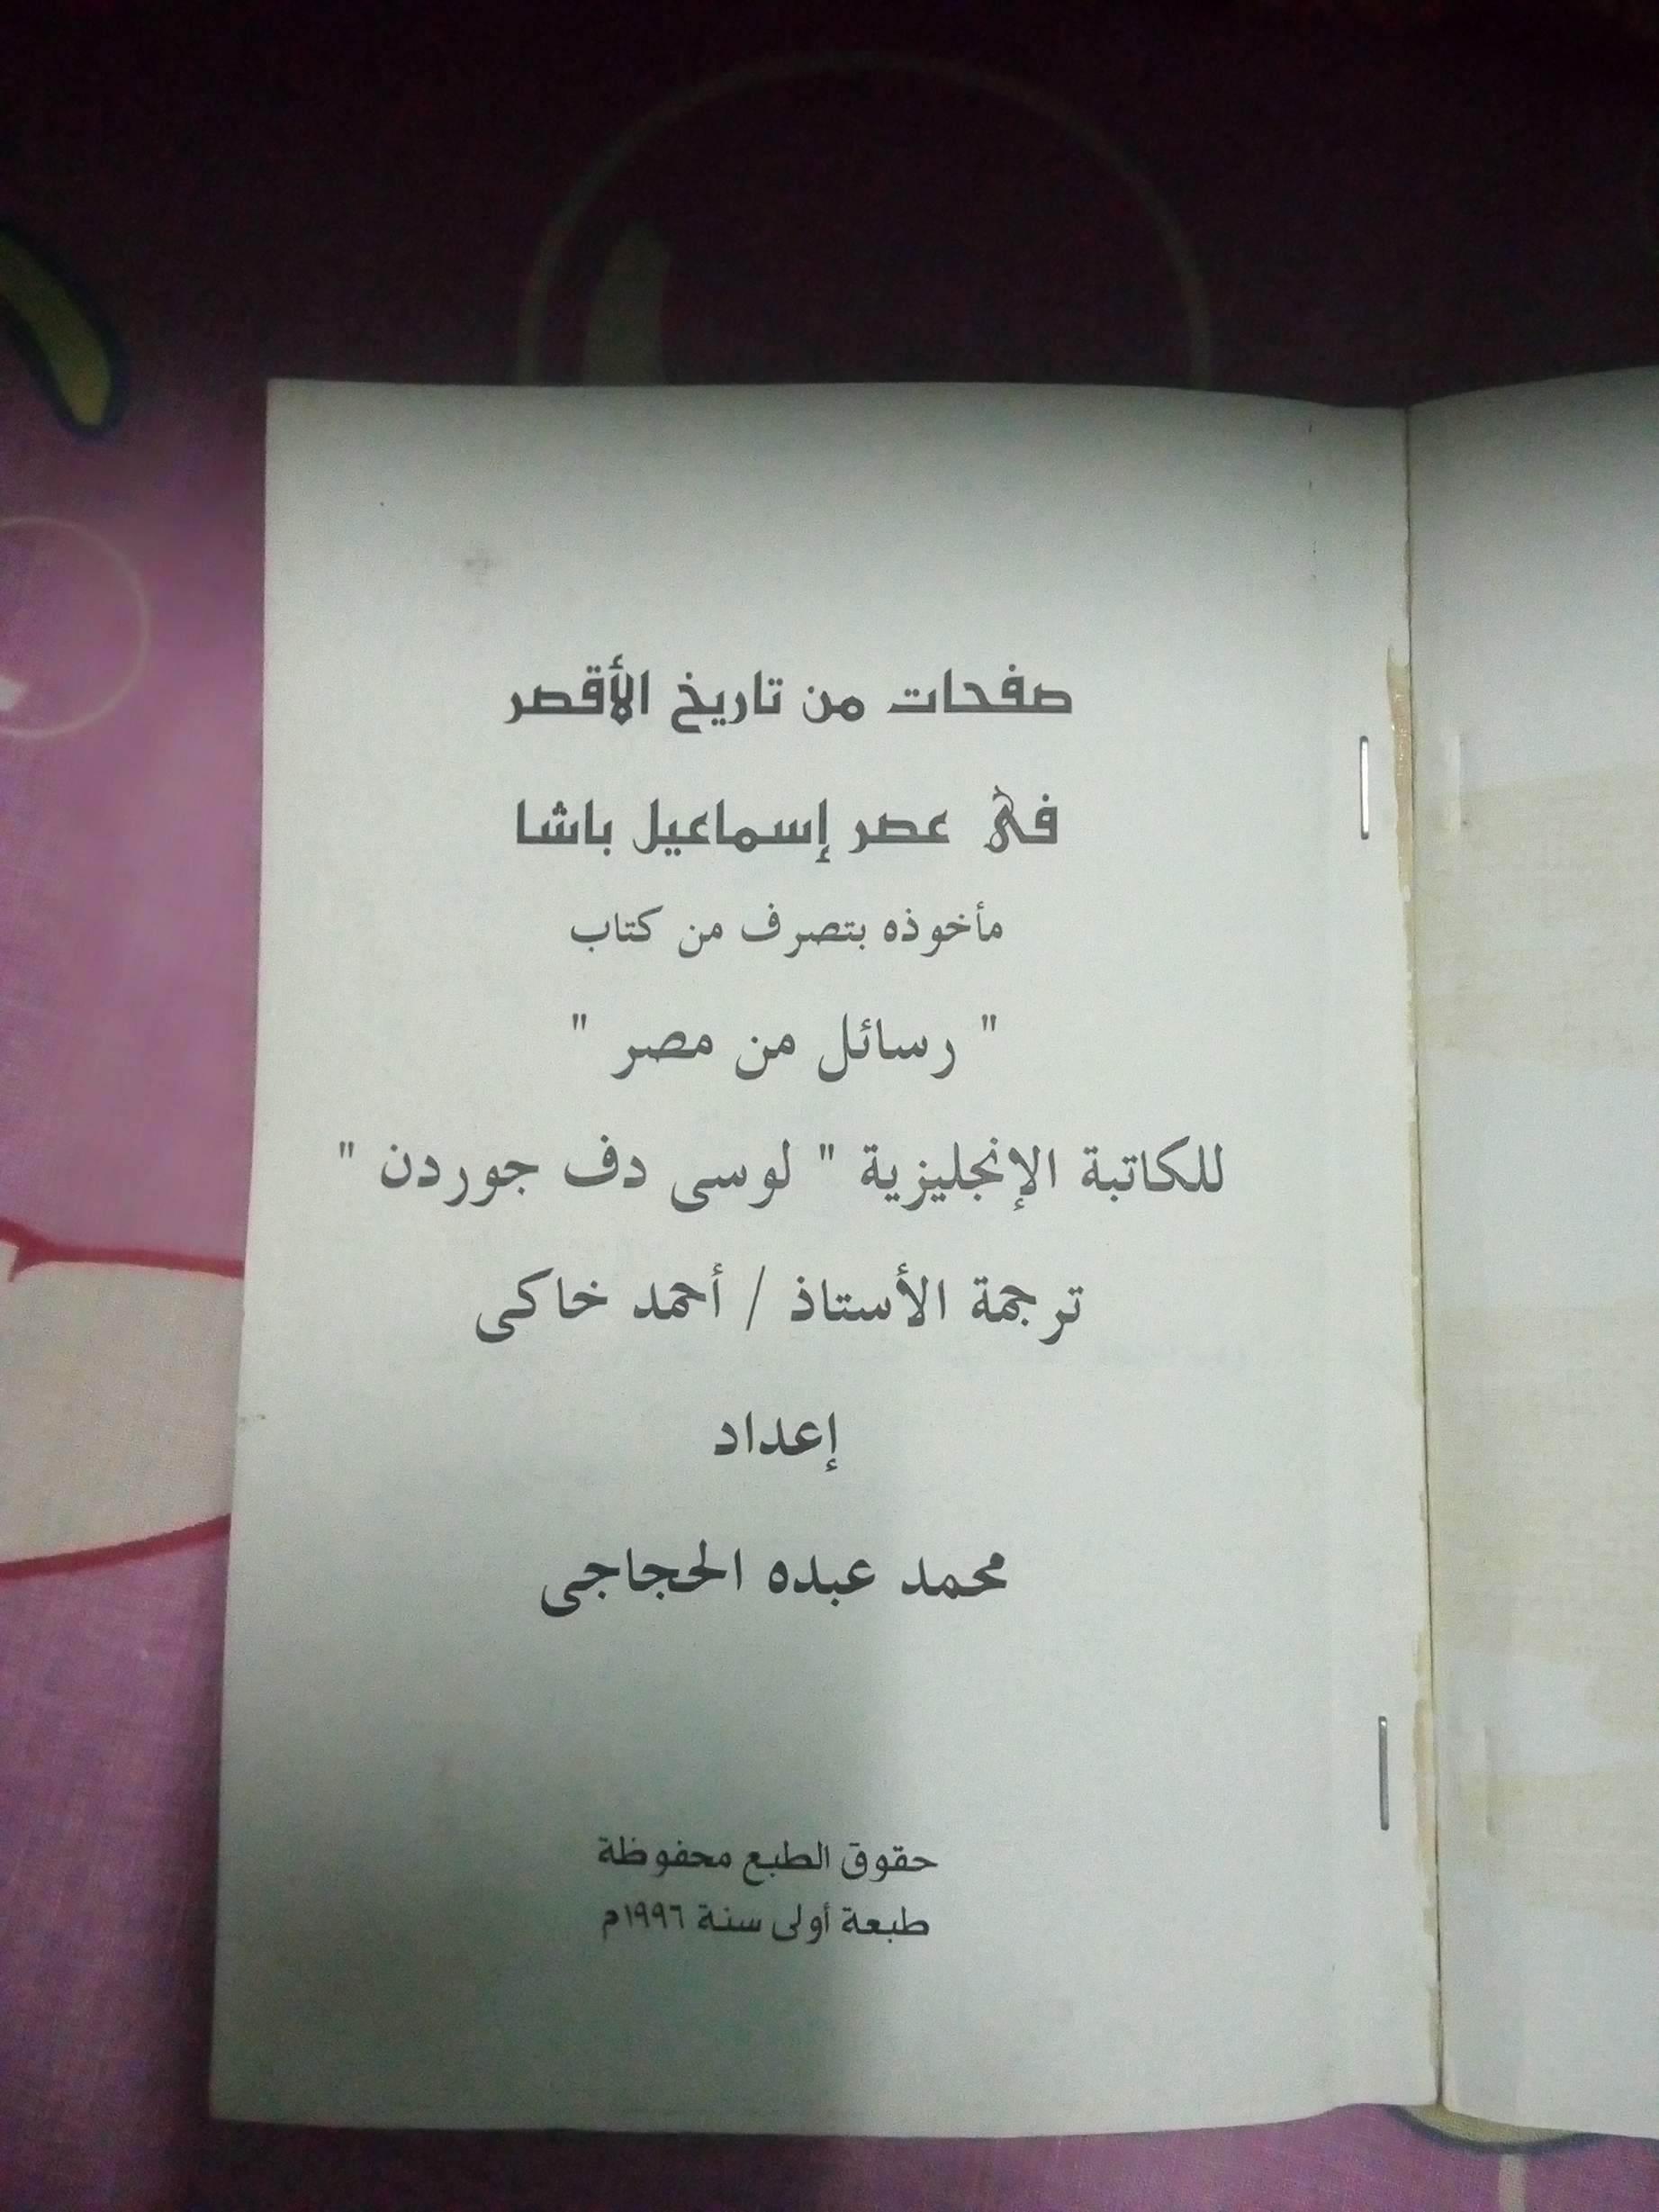 صفحات من تاريخ الأقصر
فى عصر إسماعيل باشا
مأخوذه بتصرف من كتاب
" رسائل من مصر "
للكاتبة الإنجليزية " لوسى دف جوردن "
ترجمة الأستاذ / أحمد خاكى
إعداد
محمد عبده الحجاجى
حقوق الطبع محفوظة
طبعة أولى سنة ١٩٩٦م